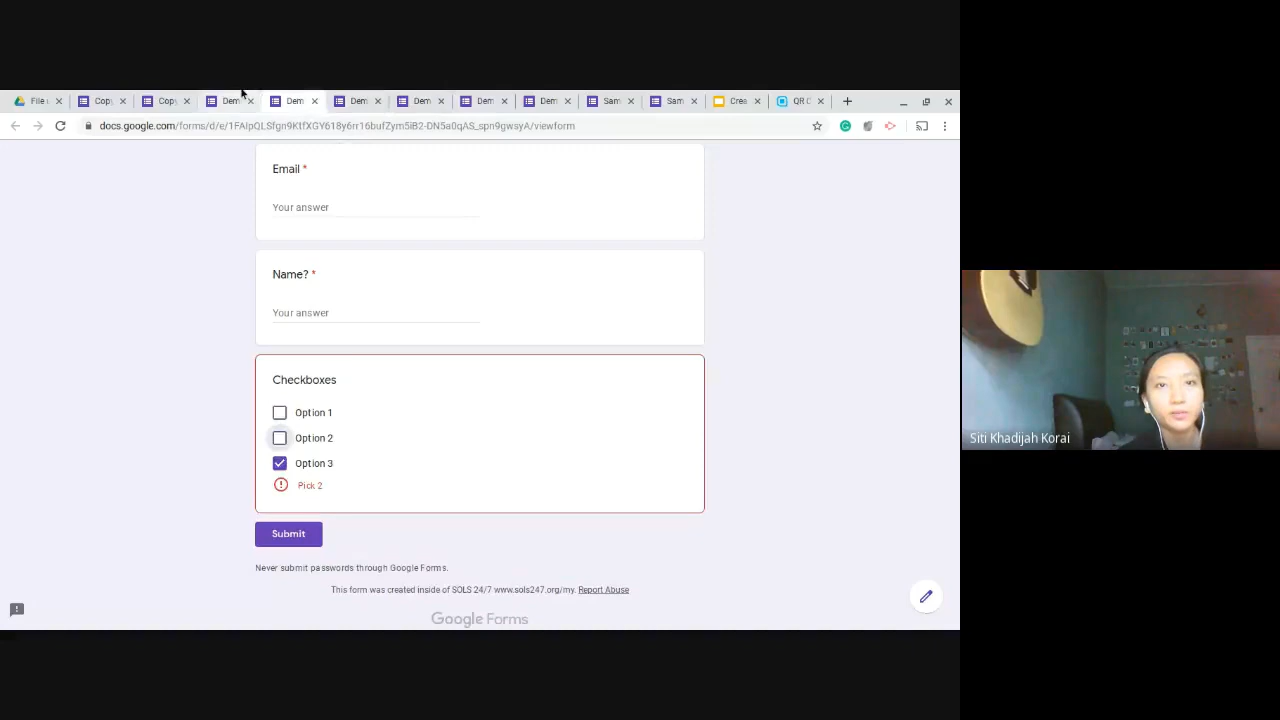 File
Copy
Copy
Dem
Dem
Dem
Dem
Dem
Dem
Sam
Sam
Crea
QR C
docs.google.com/forms/d/e/1FAIpQLSfgn9KtfXGY618y6rr16bufZym5iB2-DN5a0qAS_spn9gwsyA/viewform
Email *
Your answer
Name? *
Your answer
Checkboxes
Option 1
Option 2
Option 3
Pick 2
Submit
Never submit passwords through Google Forms.
This form was created inside of SOLS 24/7 www.sols247.org/my. Report Abuse
Google Forms
Siti Khadijah Korai